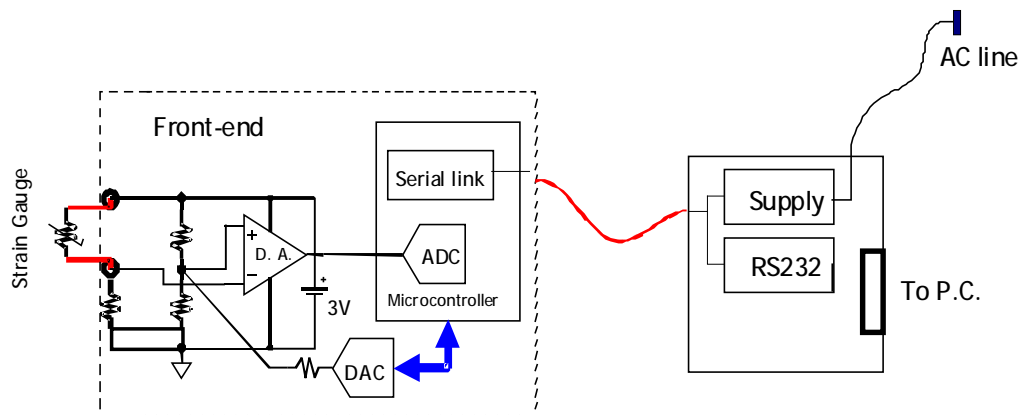 AC line
Front-end
Strain Gauge
Serial link
Supply
+
D. A.
−
ADC
RS232
+
3V
Microcontroller
To P.C.
DAC